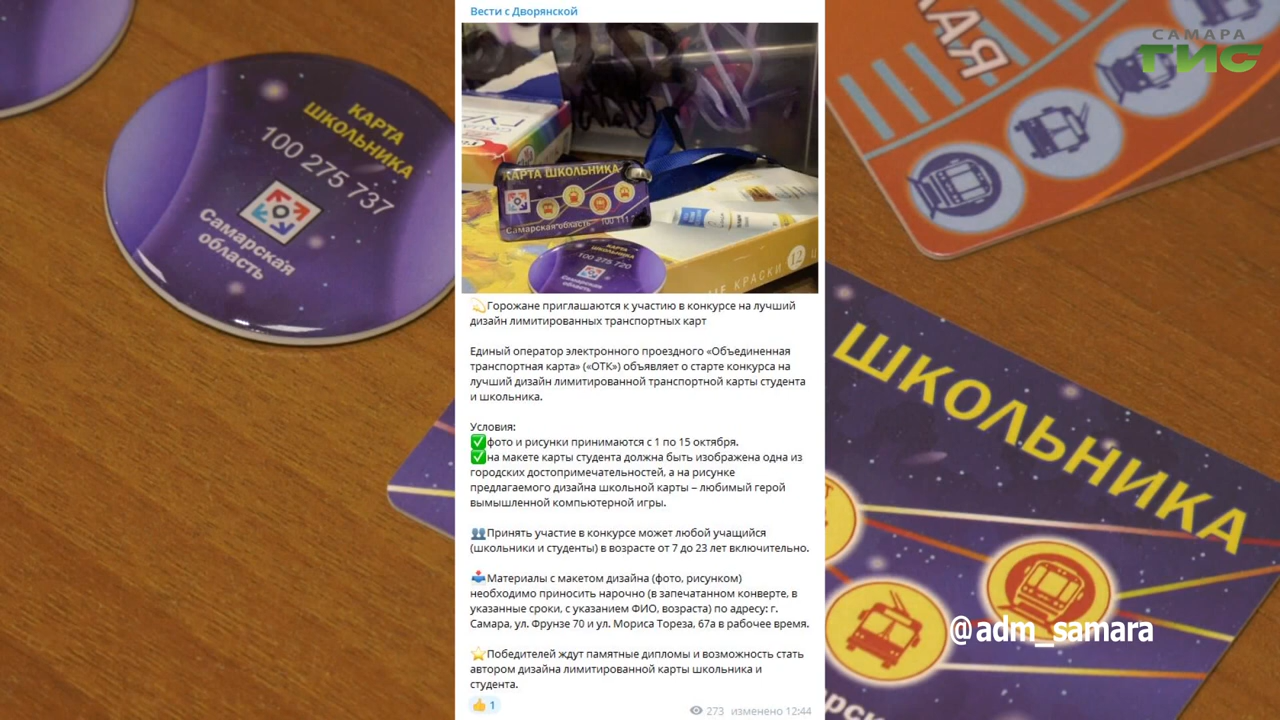 Вести с Дворянской
КАРТА ШКОЛЬНИКА
Самарская область 100 111
КАРТА
ШКОЛЬНИКА
100 275 720
Самарская
область
КРАСКИ 12
💫Горожане приглашаются к участию в конкурсе на лучший
дизайн лимитированных транспортных карт
Единый оператор электронного проездного «Объединенная
транспортная карта» («ОТК») объявляет о старте конкурса на
лучший дизайн лимитированной транспортной карты студента
и школьника.
Условия:
✅фото и рисунки принимаются с 1 по 15 октября.
✅на макете карты студента должна быть изображена одна из
городских достопримечательностей, а на рисунке
предлагаемого дизайна школьной карты – любимый герой
вымышленной компьютерной игры.
👥Принять участие в конкурсе может любой учащийся
(школьники и студенты) в возрасте от 7 до 23 лет включительно.
📥Материалы с макетом дизайна (фото, рисунком)
необходимо приносить нарочно (в запечатанном конверте, в
указанные сроки, с указанием ФИО, возраста) по адресу: г.
Самара, ул. Фрунзе 70 и ул. Мориса Тореза, 67а в рабочее время.
⭐Победителей ждут памятные дипломы и возможность стать
автором дизайна лимитированной карты школьника и
студента.
👍 1
273 изменено 12:44
КАРТА
ШКОЛЬНИКА
100 275 737
Самарская
область
САМАРА
ГИС
ШКОЛЬНИКА
@adm_samara